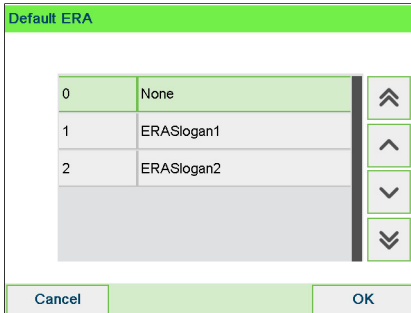 Default ERA
0 None
1 ERASlogan1
2 ERASlogan2
Cancel OK